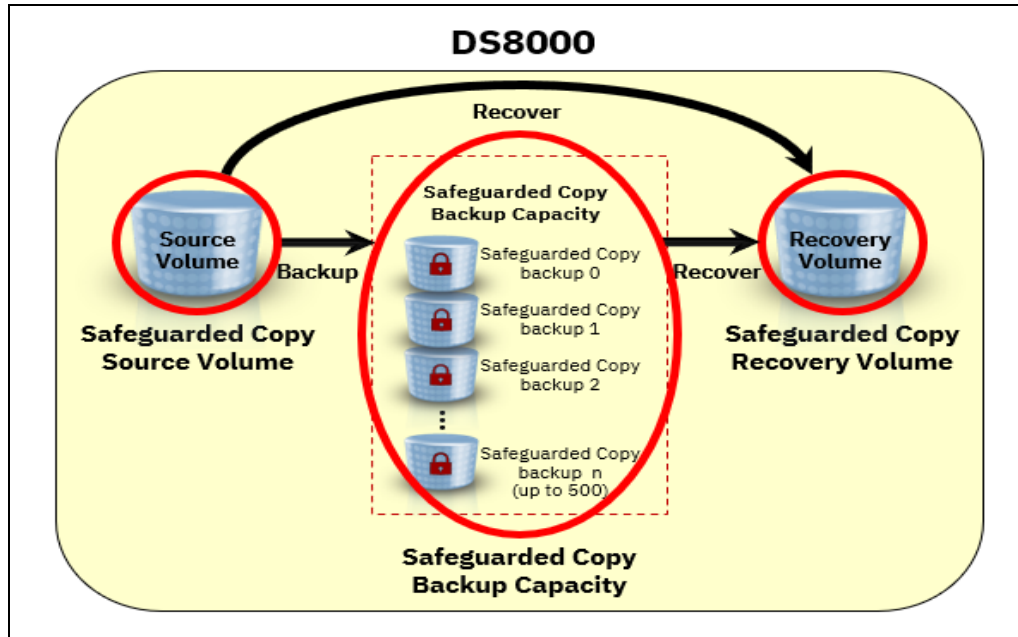 DS8000
Recover
Safeguarded Copy
Backup Capacity
Source
Volume
Backup
Safeguarded Copy
backup 0
Safeguarded Copy
backup 1
Safeguarded Copy
backup 2
Safeguarded Copy
backup n
(up to 500)
Recover
Recovery
Volume
Safeguarded Copy
Source Volume
Safeguarded Copy
Recovery Volume
Safeguarded Copy
Backup Capacity